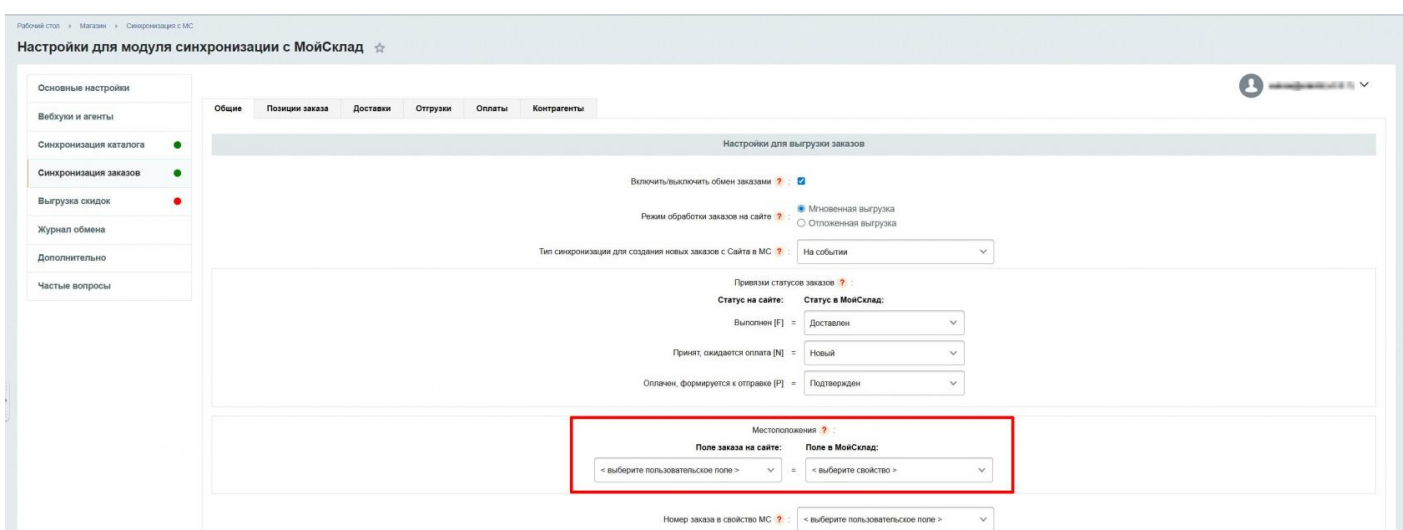 Рабочий стол › Магазин › Синхронизация с МС
Настройки для модуля синхронизации с МойСклад
Основные настройки
Вебхуки и агенты
Синхронизация каталога
Синхронизация заказов
Выгрузка скидок
Журнал обмена
Дополнительно
Частые вопросы
Общие Позиции заказа Доставки Отгрузки Оплаты Контрагенты
Настройки для выгрузки заказов
Включить/выключить обмен заказами ? :
Режим обработки заказов на сайте ? : Мгновенная выгрузка
Отложенная выгрузка
Тип синхронизации для создания новых заказов с Сайта в МС ? : На событии
Привязки статусов заказов ? :
Статус на сайте: Статус в МойСклад:
Выполнен [F] = Доставлен
Принят, ожидается оплата [N] = Новый
Оплачен, формируется к отправке [P] = Подтвержден
Местоположения ? :
Поле заказа на сайте: Поле в МойСклад:
< выберите пользовательское поле > = < выберите свойство >
Номер заказа в свойство МС ? : < выберите пользовательское поле >